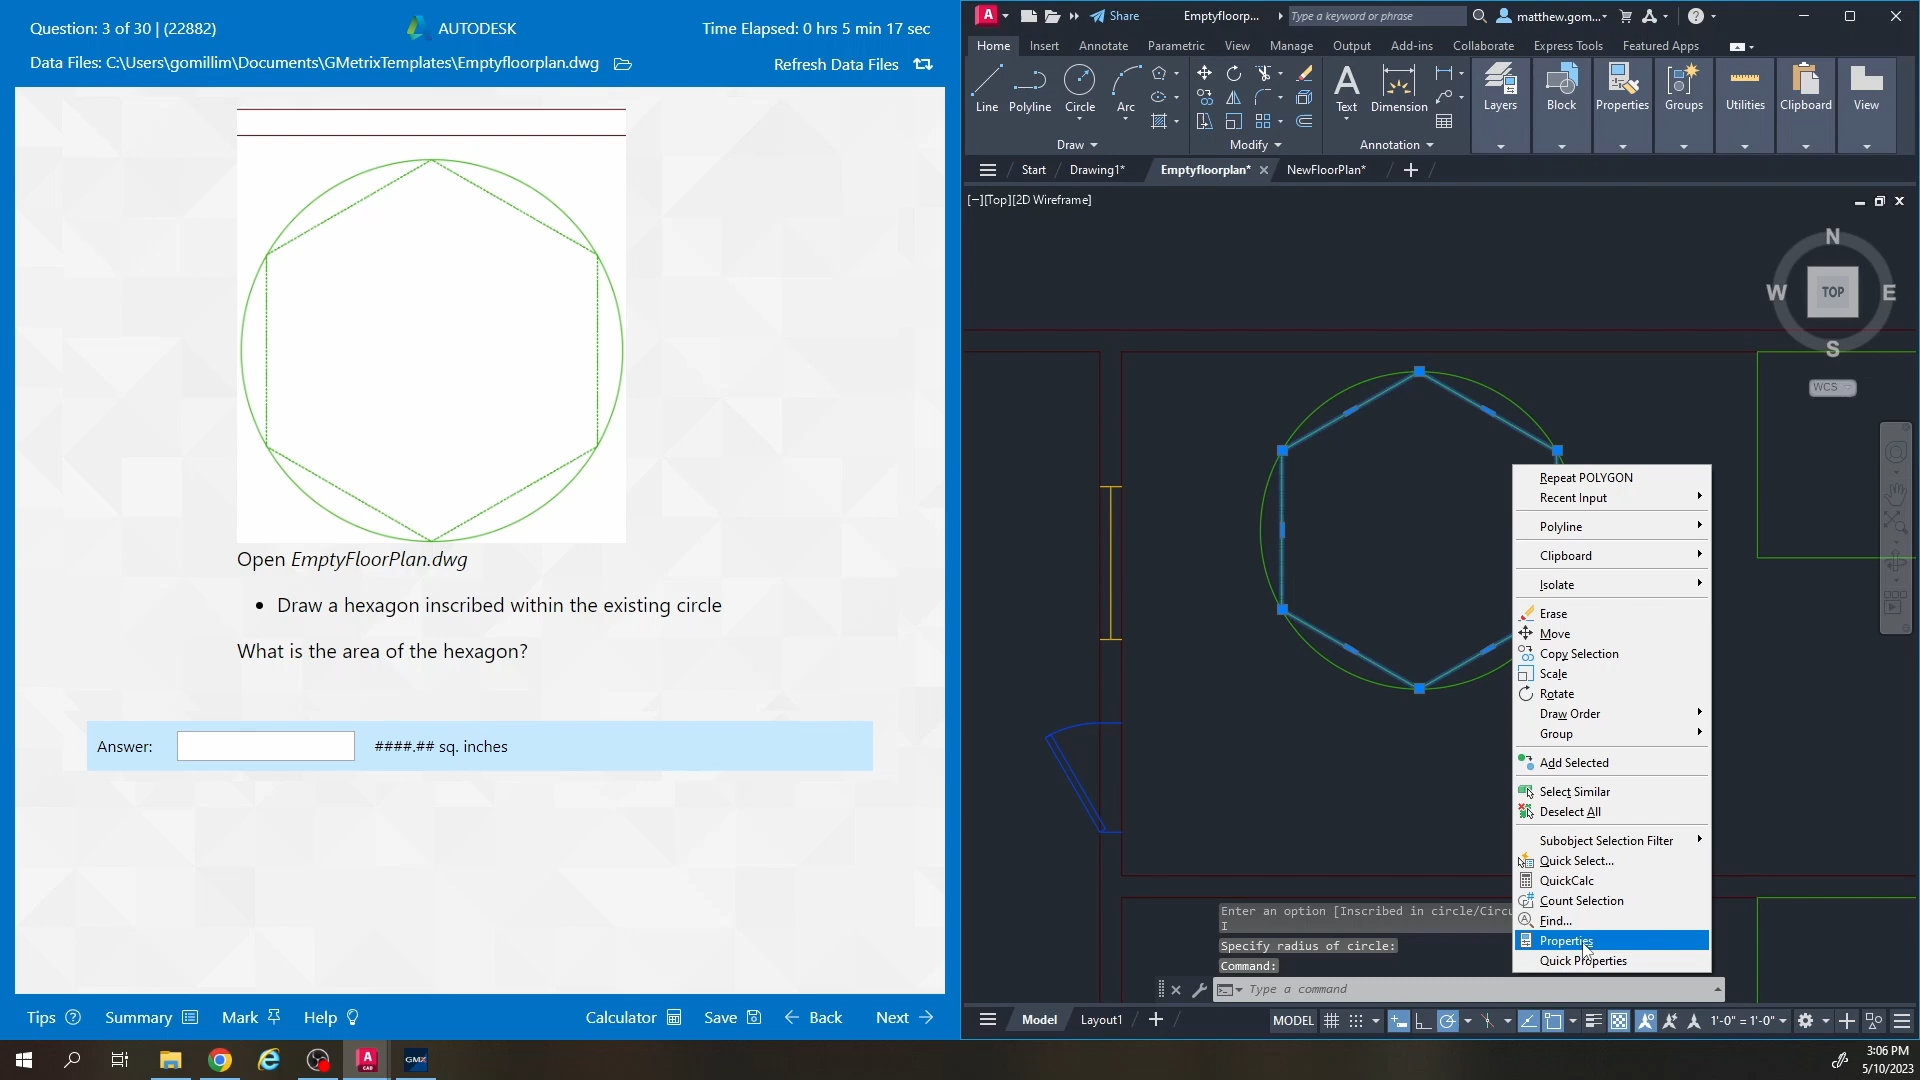 Question: 3 of 30 | (22882)
AUTODESK
Time Elapsed: 0 hrs 5 min 17 sec
Data Files: C:\Users\gomillim\Documents\GMetrixTemplates\Emptyfloorplan.dwg
Refresh Data Files
Open EmptyFloorPlan.dwg
• Draw a hexagon inscribed within the existing circle
What is the area of the hexagon?
Answer:
####.## sq. inches
Tips
Summary
Mark
Help
Calculator
Save
Back
Next
Share
Emptyfloorp...
Type a keyword or phrase
matthew.gom...
Home Insert Annotate Parametric View Manage Output Add-ins Collaborate Express Tools Featured Apps
Line Polyline Circle Arc
Text Dimension
Layers Block Properties Groups Utilities Clipboard View
Draw Modify Annotation
Start Drawing1* Emptyfloorplan* NewFloorPlan*
[−][Top][2D Wireframe]
N
W TOP E
S
WCS
Repeat POLYGON
Recent Input
Polyline
Clipboard
Isolate
Erase
Move
Copy Selection
Scale
Rotate
Draw Order
Group
Add Selected
Select Similar
Deselect All
Subobject Selection Filter
Quick Select...
QuickCalc
Count Selection
Find...
Properties
Quick Properties
Enter an option [Inscribed in circle/Circu
I
Specify radius of circle:
Command:
Type a command
Model Layout1
MODEL
1'-0" = 1'-0"
A
CAD
GMX
3:06 PM
5/10/2023